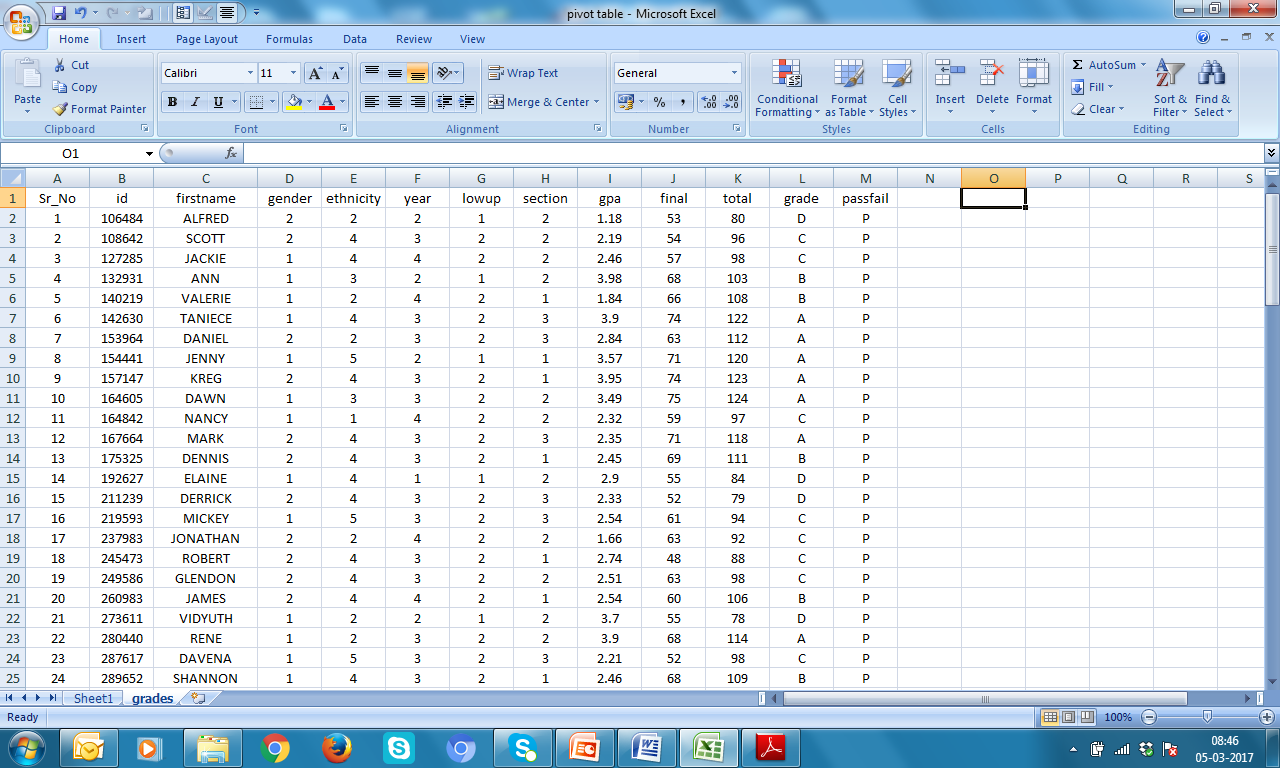 pivot table - Microsoft Excel
Home Insert Page Layout Formulas Data Review View
Paste Cut Copy Format Painter Clipboard
Calibri 11 A A B I U A Font
Wrap Text Merge & Center Alignment
General % , .00 .00 Number
Conditional Formatting Format as Table Cell Styles Styles
Insert Delete Format Cells
Σ AutoSum Fill Clear Sort & Filter Find & Select Editing
O1 fx
A B C D E F G H I J K L M N O P Q R S
1 Sr_No id firstname gender ethnicity year lowup section gpa final total grade passfail
2 1 106484 ALFRED 2 2 2 1 2 1.18 53 80 D P
3 2 108642 SCOTT 2 4 3 2 2 2.19 54 96 C P
4 3 127285 JACKIE 1 4 4 2 2 2.46 57 98 C P
5 4 132931 ANN 1 3 2 1 2 3.98 68 103 B P
6 5 140219 VALERIE 1 2 4 2 1 1.84 66 108 B P
7 6 142630 TANIECE 1 4 3 2 3 3.9 74 122 A P
8 7 153964 DANIEL 2 2 3 2 3 2.84 63 112 A P
9 8 154441 JENNY 1 5 2 1 1 3.57 71 120 A P
10 9 157147 KREG 2 4 3 2 1 3.95 74 123 A P
11 10 164605 DAWN 1 3 3 2 2 3.49 75 124 A P
12 11 164842 NANCY 1 1 4 2 2 2.32 59 97 C P
13 12 167664 MARK 2 4 3 2 3 2.35 71 118 A P
14 13 175325 DENNIS 2 4 3 2 1 2.45 69 111 B P
15 14 192627 ELAINE 1 4 1 1 2 2.9 55 84 D P
16 15 211239 DERRICK 2 4 3 2 3 2.33 52 79 D P
17 16 219593 MICKEY 1 5 3 2 3 2.54 61 94 C P
18 17 237983 JONATHAN 2 2 4 2 2 1.66 63 92 C P
19 18 245473 ROBERT 2 4 3 2 1 2.74 48 88 C P
20 19 249586 GLENDON 2 4 3 2 2 2.51 63 98 C P
21 20 260983 JAMES 2 4 4 2 1 2.54 60 106 B P
22 21 273611 VIDYUTH 1 2 2 1 2 3.7 55 78 D P
23 22 280440 RENE 1 2 3 2 2 3.9 68 114 A P
24 23 287617 DAVENA 1 5 3 2 3 2.21 52 98 C P
25 24 289652 SHANNON 1 4 3 2 1 2.46 68 109 B P
Sheet1 grades
Ready 100%
08:46
05-03-2017